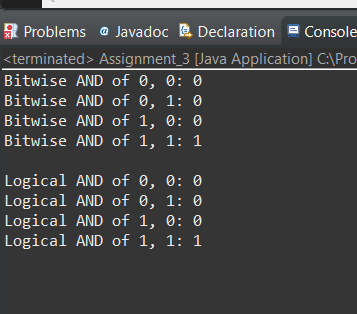 Problems @ Javadoc Declaration Console
<terminated> Assignment_3 [Java Application] C:\Pro
Bitwise AND of 0, 0: 0
Bitwise AND of 0, 1: 0
Bitwise AND of 1, 0: 0
Bitwise AND of 1, 1: 1
Logical AND of 0, 0: 0
Logical AND of 0, 1: 0
Logical AND of 1, 0: 0
Logical AND of 1, 1: 1